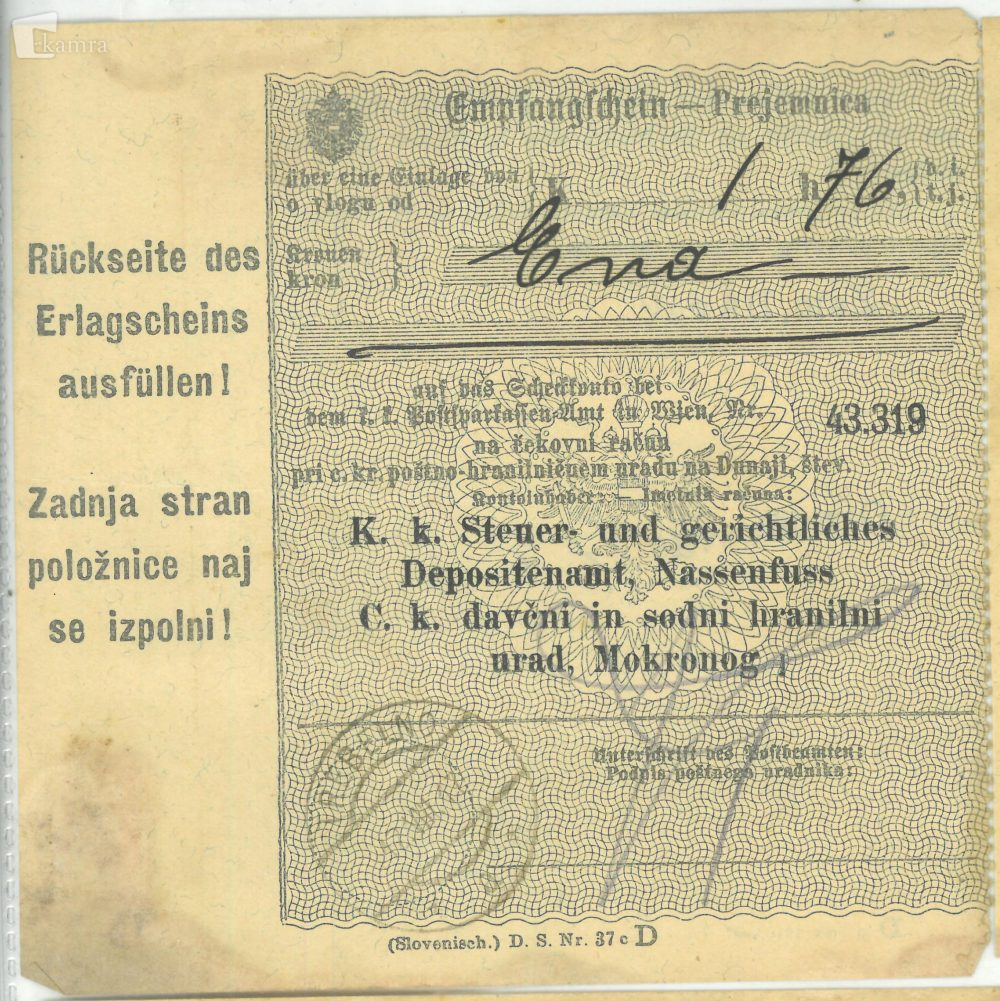 kamra
Rückseite des
Erlagscheins
ausfüllen!
Zadnja stran
položnice naj
se izpolni!
Empfangschein — Prejemnica
über eine Einlage von
o vlogu od
K 1 h 76, d. i.
t. j.
Kronen
kron
Ena
auf das Scheckkonto bei
dem k. k. Postsparkassen-Amt in Wien, Nr.
43.319
na čekovni račun
pri c. kr. poštno-hranilničnem uradu na Dunaji, štev.
Kontoinhaber: — Imetnik računa:
K. k. Steuer- und gerichtliches
Depositenamt, Nassenfuss
C. k. davčni in sodni hranilni
urad, Mokronog
Unterschrift des Postbeamten:
Podpis poštnega uradnika:
(Slovenisch.) D. S. Nr. 37 c D